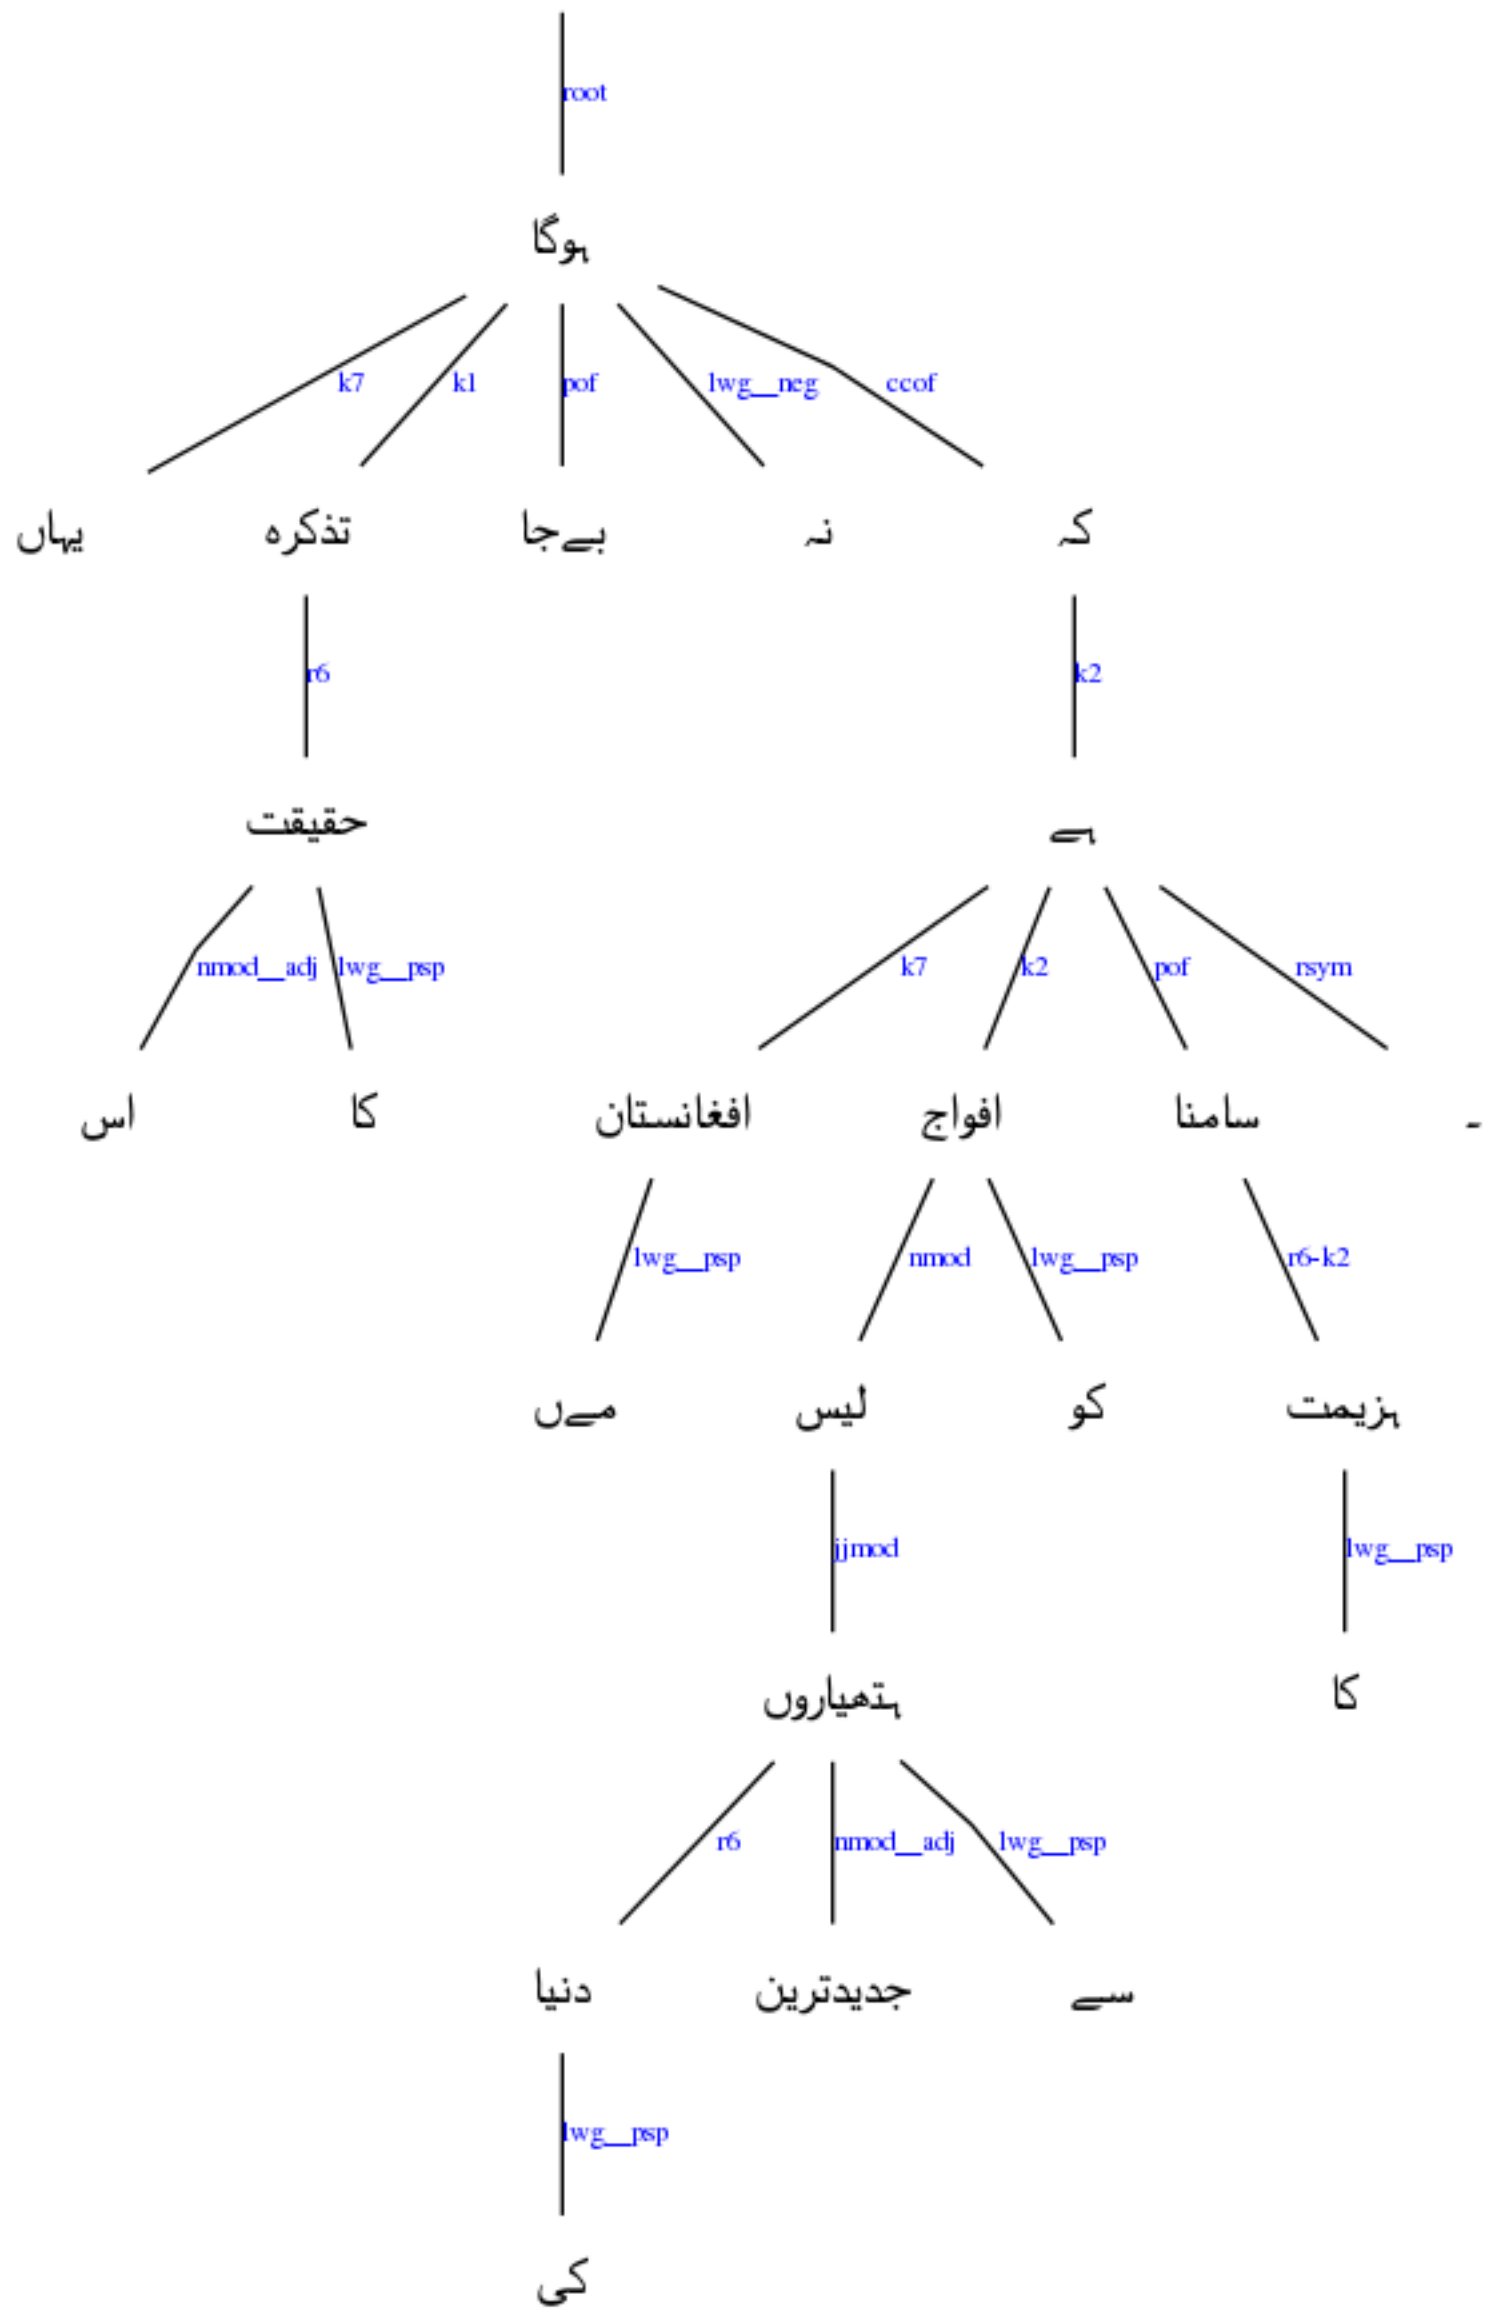 root
ہوگا
k7 k1 pof lwg__neg ccof
یہاں تذکرہ بےجا نہ کہ
r6 k2
حقیقت ہے
nmod__adj lwg__psp k7 k2 pof rsym
اس کا افغانستان افواج سامنا ۔
lwg__psp nmod lwg__psp r6-k2
مےں لیس کو ہزیمت
jjmod lwg__psp
ہتھیاروں کا
r6 nmod__adj lwg__psp
دنیا جدیدترین سے
lwg__psp
کی